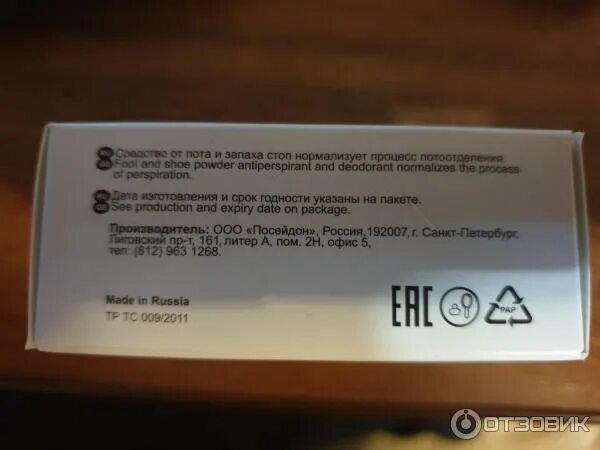 Средство от пота и запаха стоп нормализует процесс потоотделения.
Foot and shoe powder antiperspirant and deodorant normalizes the process
of perspiration.
Дата изготовления и срок годности указаны на пакете.
See production and expiry date on package.
Производитель: ООО «Посейдон», Россия,192007, г. Санкт-Петербург,
Лиговский пр-т, 161, литер А, пом. 2Н, офис 5,
тел: (812) 963 1268.
Made in Russia
ТР ТС 009/2011
EAC
PAP
ОТЗОВИК